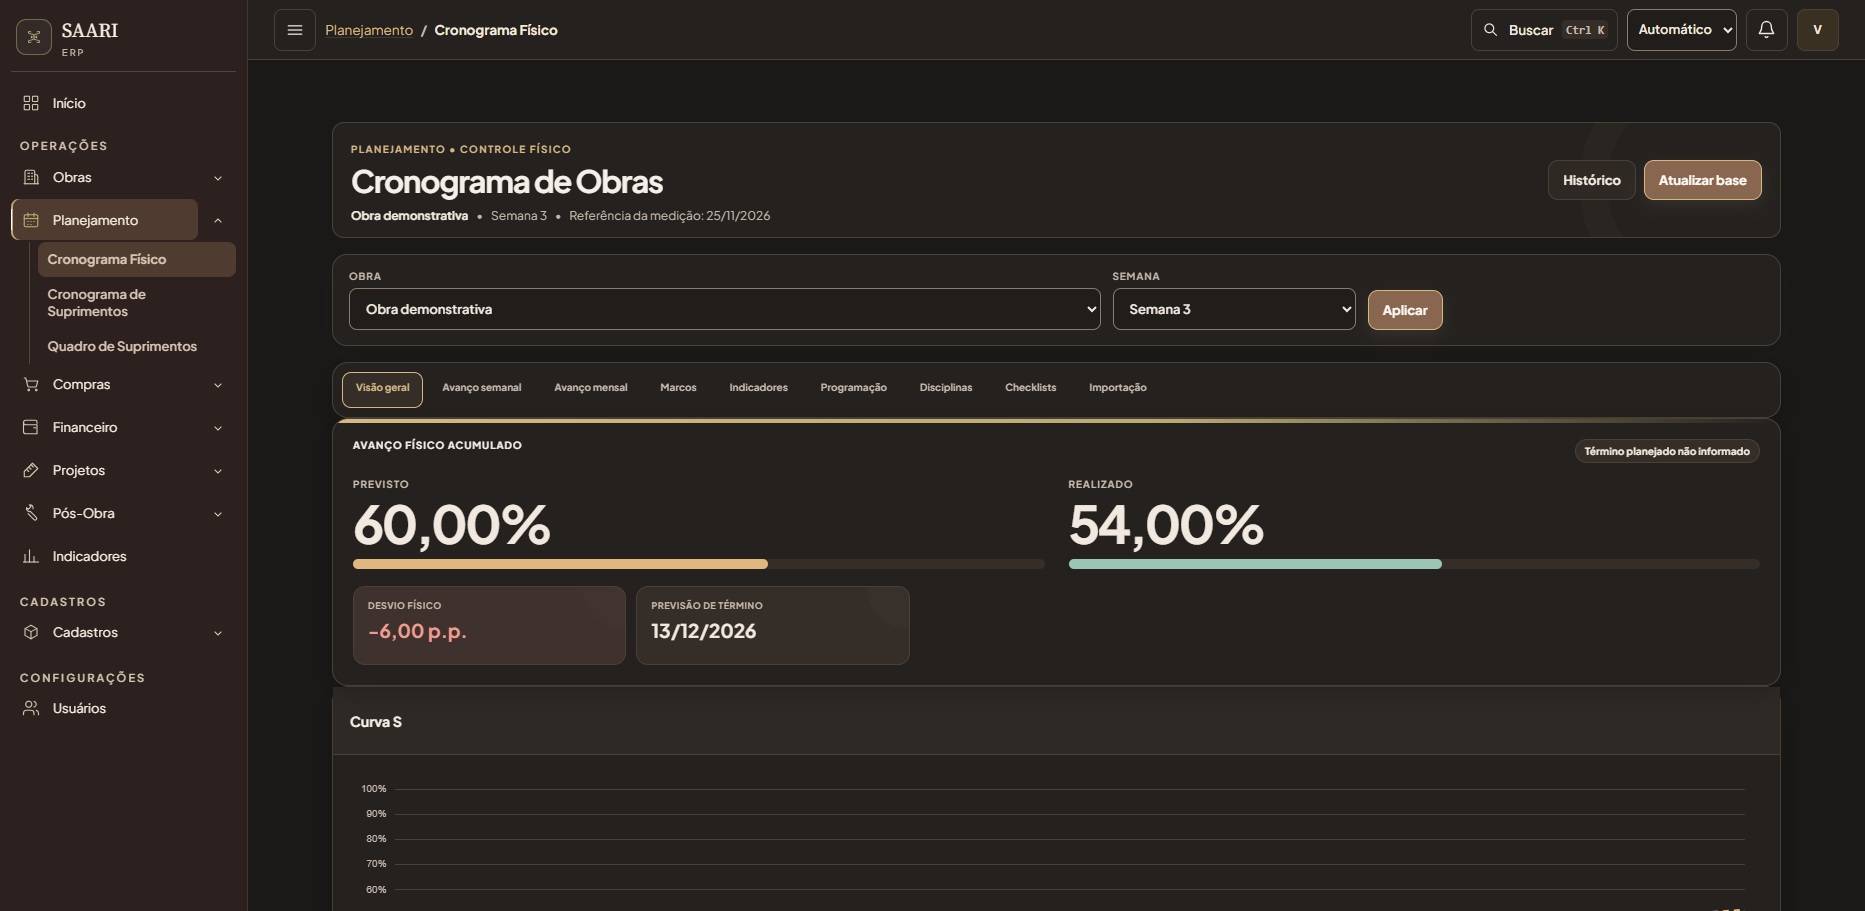 SAARI
ERP
Início
OPERAÇÕES
Obras
Planejamento
Cronograma Físico
Cronograma de
Suprimentos
Quadro de Suprimentos
Compras
Financeiro
Projetos
Pós-Obra
Indicadores
CADASTROS
Cadastros
CONFIGURAÇÕES
Usuários
Planejamento / Cronograma Físico
Buscar Ctrl K
Automático
V
PLANEJAMENTO • CONTROLE FÍSICO
Cronograma de Obras
Obra demonstrativa • Semana 3 • Referência da medição: 25/11/2026
Histórico
Atualizar base
OBRA
Obra demonstrativa
SEMANA
Semana 3
Aplicar
Visão geral Avanço semanal Avanço mensal Marcos Indicadores Programação Disciplinas Checklists Importação
AVANÇO FÍSICO ACUMULADO
Término planejado não informado
PREVISTO
60,00%
REALIZADO
54,00%
DESVIO FÍSICO
-6,00 p.p.
PREVISÃO DE TÉRMINO
13/12/2026
Curva S
100%
90%
80%
70%
60%